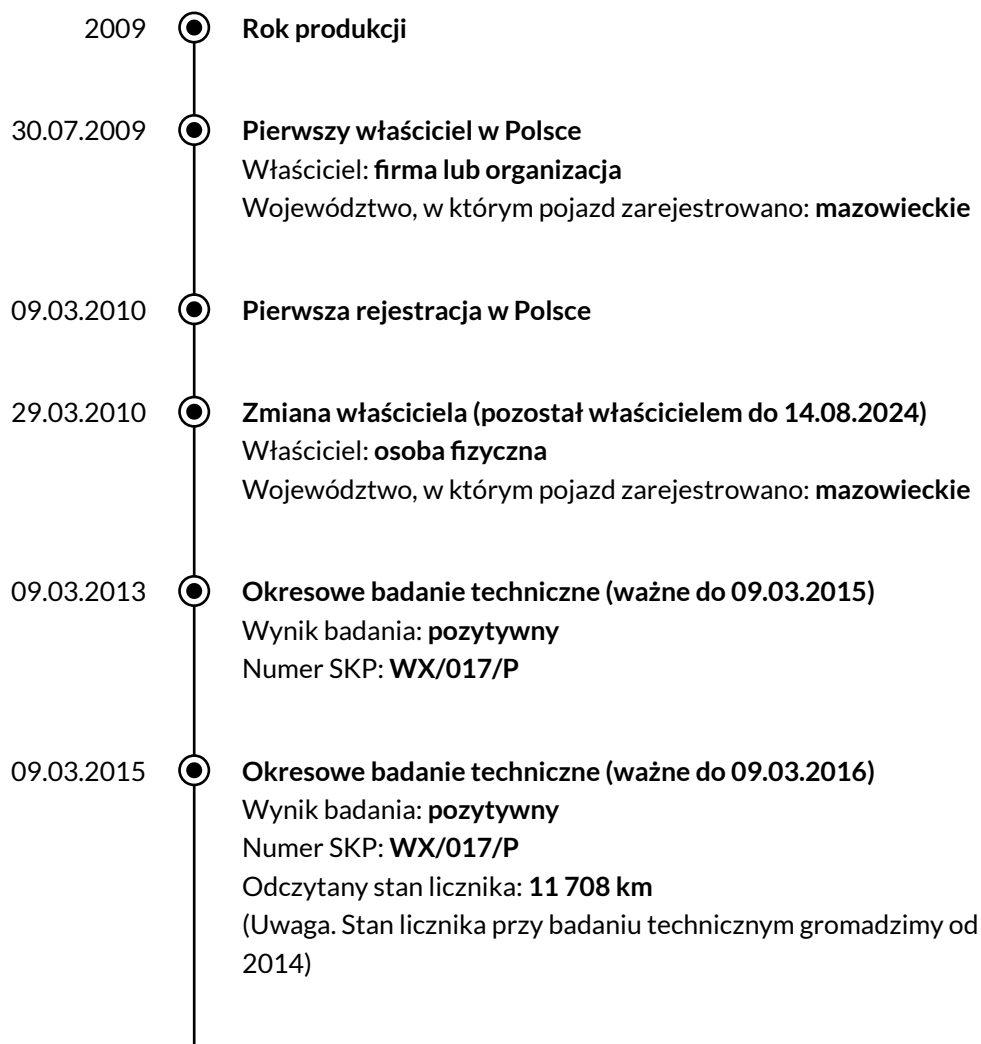 2009 Rok produkcji
30.07.2009 Pierwszy właściciel w Polsce
Właściciel: firma lub organizacja
Województwo, w którym pojazd zarejestrowano: mazowieckie
09.03.2010 Pierwsza rejestracja w Polsce
29.03.2010 Zmiana właściciela (pozostał właścicielem do 14.08.2024)
Właściciel: osoba fizyczna
Województwo, w którym pojazd zarejestrowano: mazowieckie
09.03.2013 Okresowe badanie techniczne (ważne do 09.03.2015)
Wynik badania: pozytywny
Numer SKP: WX/017/P
09.03.2015 Okresowe badanie techniczne (ważne do 09.03.2016)
Wynik badania: pozytywny
Numer SKP: WX/017/P
Odczytany stan licznika: 11 708 km
(Uwaga. Stan licznika przy badaniu technicznym gromadzimy od
2014)